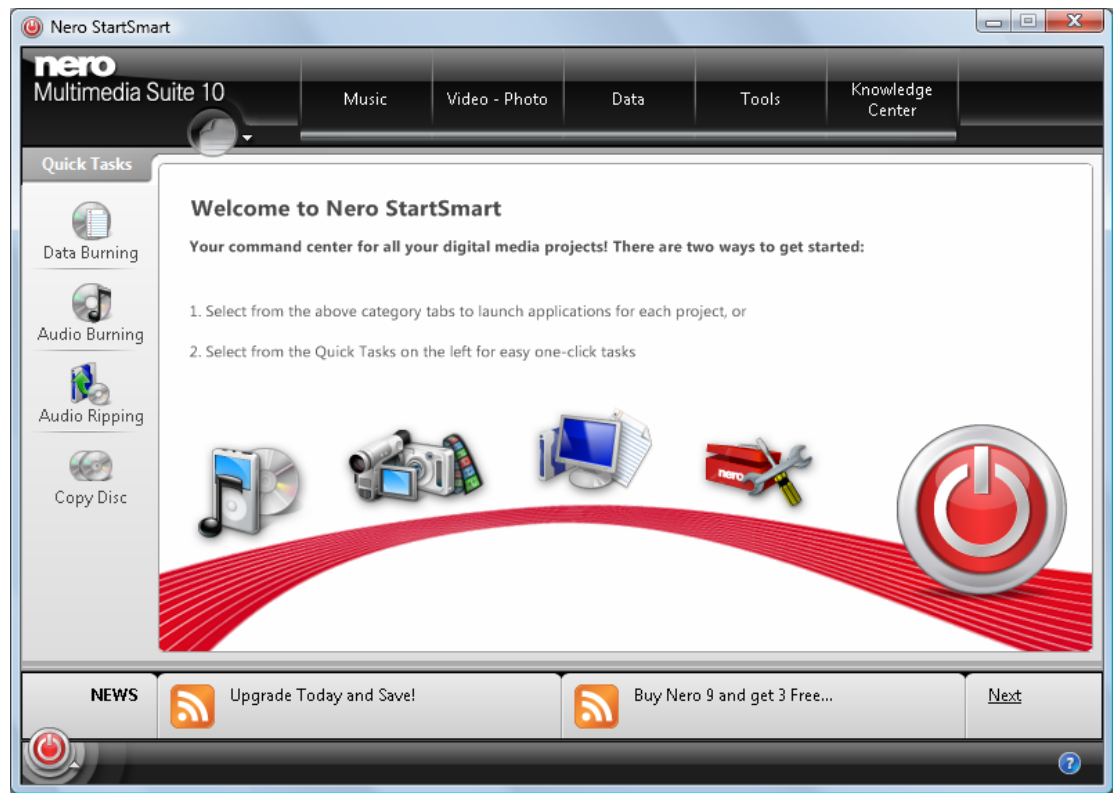 Nero StartSmart
nero
Multimedia Suite 10
Music
Video - Photo
Data
Tools
Knowledge
Center
Quick Tasks
Data Burning
Audio Burning
Audio Ripping
Copy Disc
Welcome to Nero StartSmart
Your command center for all your digital media projects! There are two ways to get started:
1. Select from the above category tabs to launch applications for each project, or
2. Select from the Quick Tasks on the left for easy one-click tasks
nero
NEWS
Upgrade Today and Save!
Buy Nero 9 and get 3 Free...
Next
?